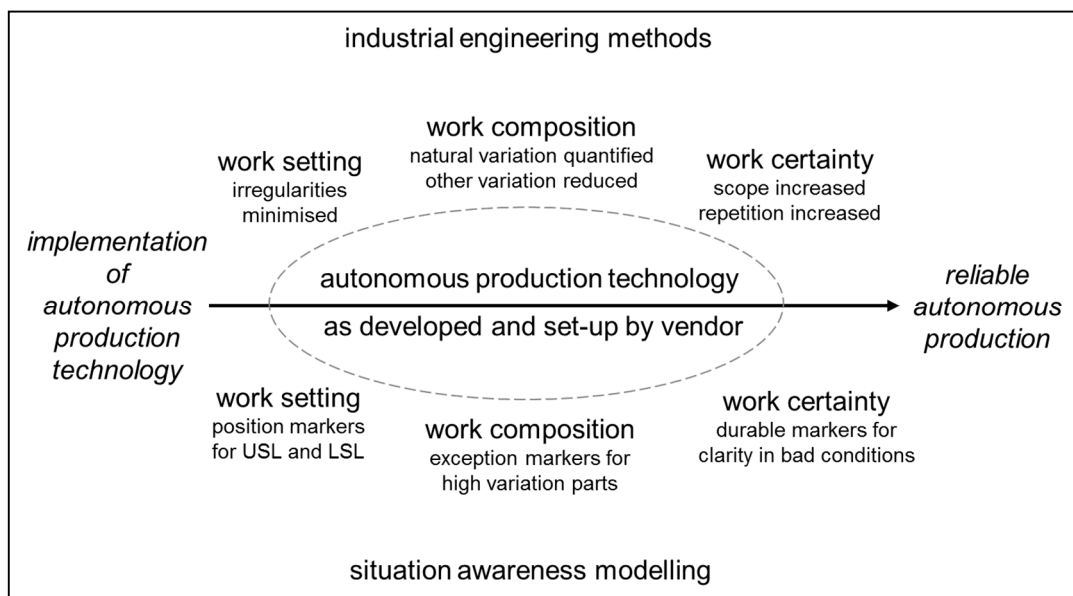 industrial engineering methods
work composition
natural variation quantified
other variation reduced
work setting
irregularities
minimised
work certainty
scope increased
repetition increased
implementation
of
autonomous
production
technology
autonomous production technology
as developed and set-up by vendor
reliable
autonomous
production
work setting
position markers
for USL and LSL
work composition
exception markers for
high variation parts
work certainty
durable markers for
clarity in bad conditions
situation awareness modelling